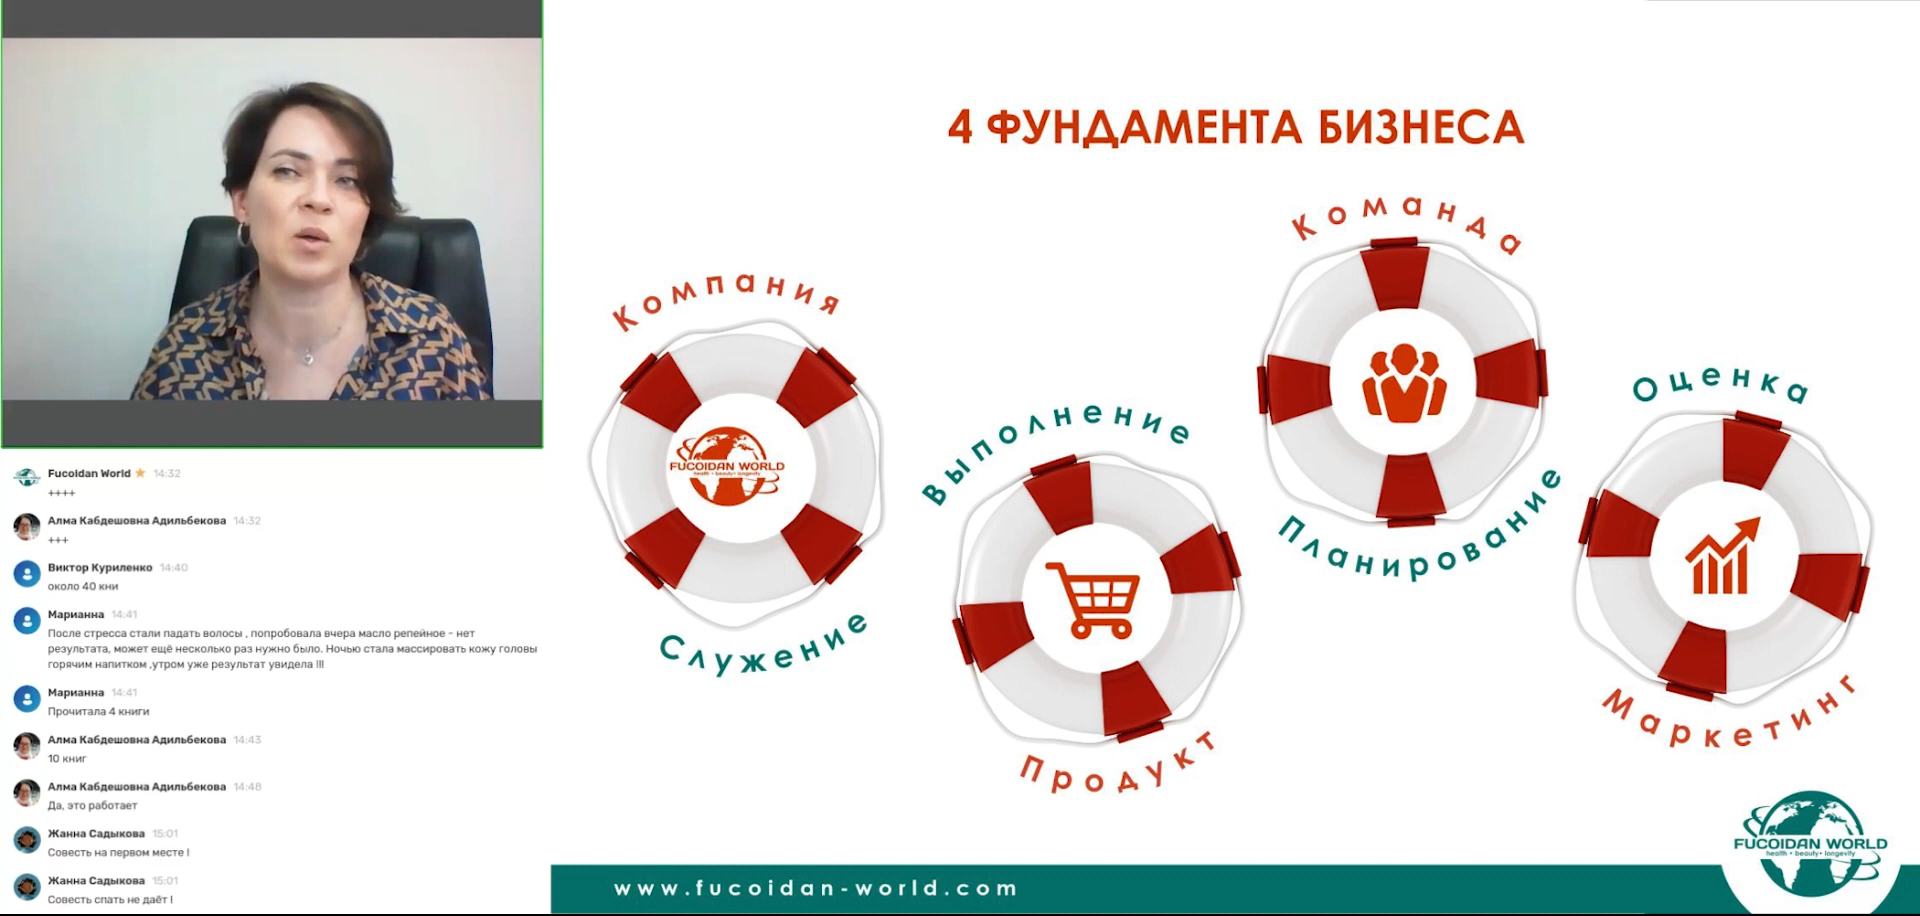 Fucoidan World 14:32
++++
Алма Кабдешовна Адильбекова 14:32
+++
Виктор Куриленко 14:40
около 40 кни
Марианна 14:41
После стресса стали падать волосы , попробовала вчера масло репейное - нет
результата, может ещё несколько раз нужно было. Ночью стала массировать кожу головы
горячим напитком ,утром уже результат увидела !!!
Марианна 14:41
Прочитала 4 книги
Алма Кабдешовна Адильбекова 14:43
10 книг
Алма Кабдешовна Адильбекова 14:48
Да, это работает
Жанна Садыкова 15:01
Совесть на первом месте !
Жанна Садыкова 15:01
Совесть спать не даёт !
4 ФУНДАМЕНТА БИЗНЕСА
Компания
FUCOIDAN WORLD
health • beauty • longevity
Служение
Выполнение
Продукт
Команда
Планирование
Оценка
Маркетинг
www.fucoidan-world.com
FUCOIDAN WORLD
health • beauty • longevity